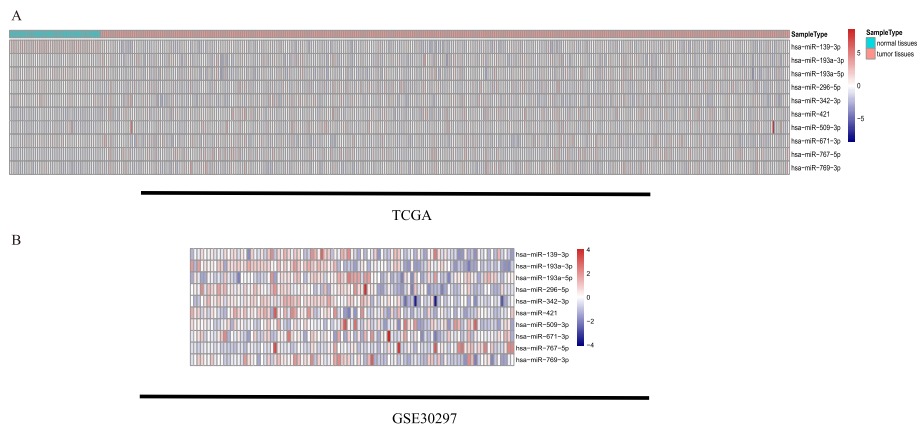 A
SampleType
hsa-miR-139-3p
hsa-miR-193a-3p
hsa-miR-193a-5p
hsa-miR-296-5p
hsa-miR-342-3p
hsa-miR-421
hsa-miR-509-3p
hsa-miR-671-3p
hsa-miR-767-5p
hsa-miR-769-3p
5
0
-5
SampleType
normal tissues
tumor tissues
TCGA
B
hsa-miR-139-3p
hsa-miR-193a-3p
hsa-miR-193a-5p
hsa-miR-296-5p
hsa-miR-342-3p
hsa-miR-421
hsa-miR-509-3p
hsa-miR-671-3p
hsa-miR-767-5p
hsa-miR-769-3p
4
2
0
-2
-4
GSE30297